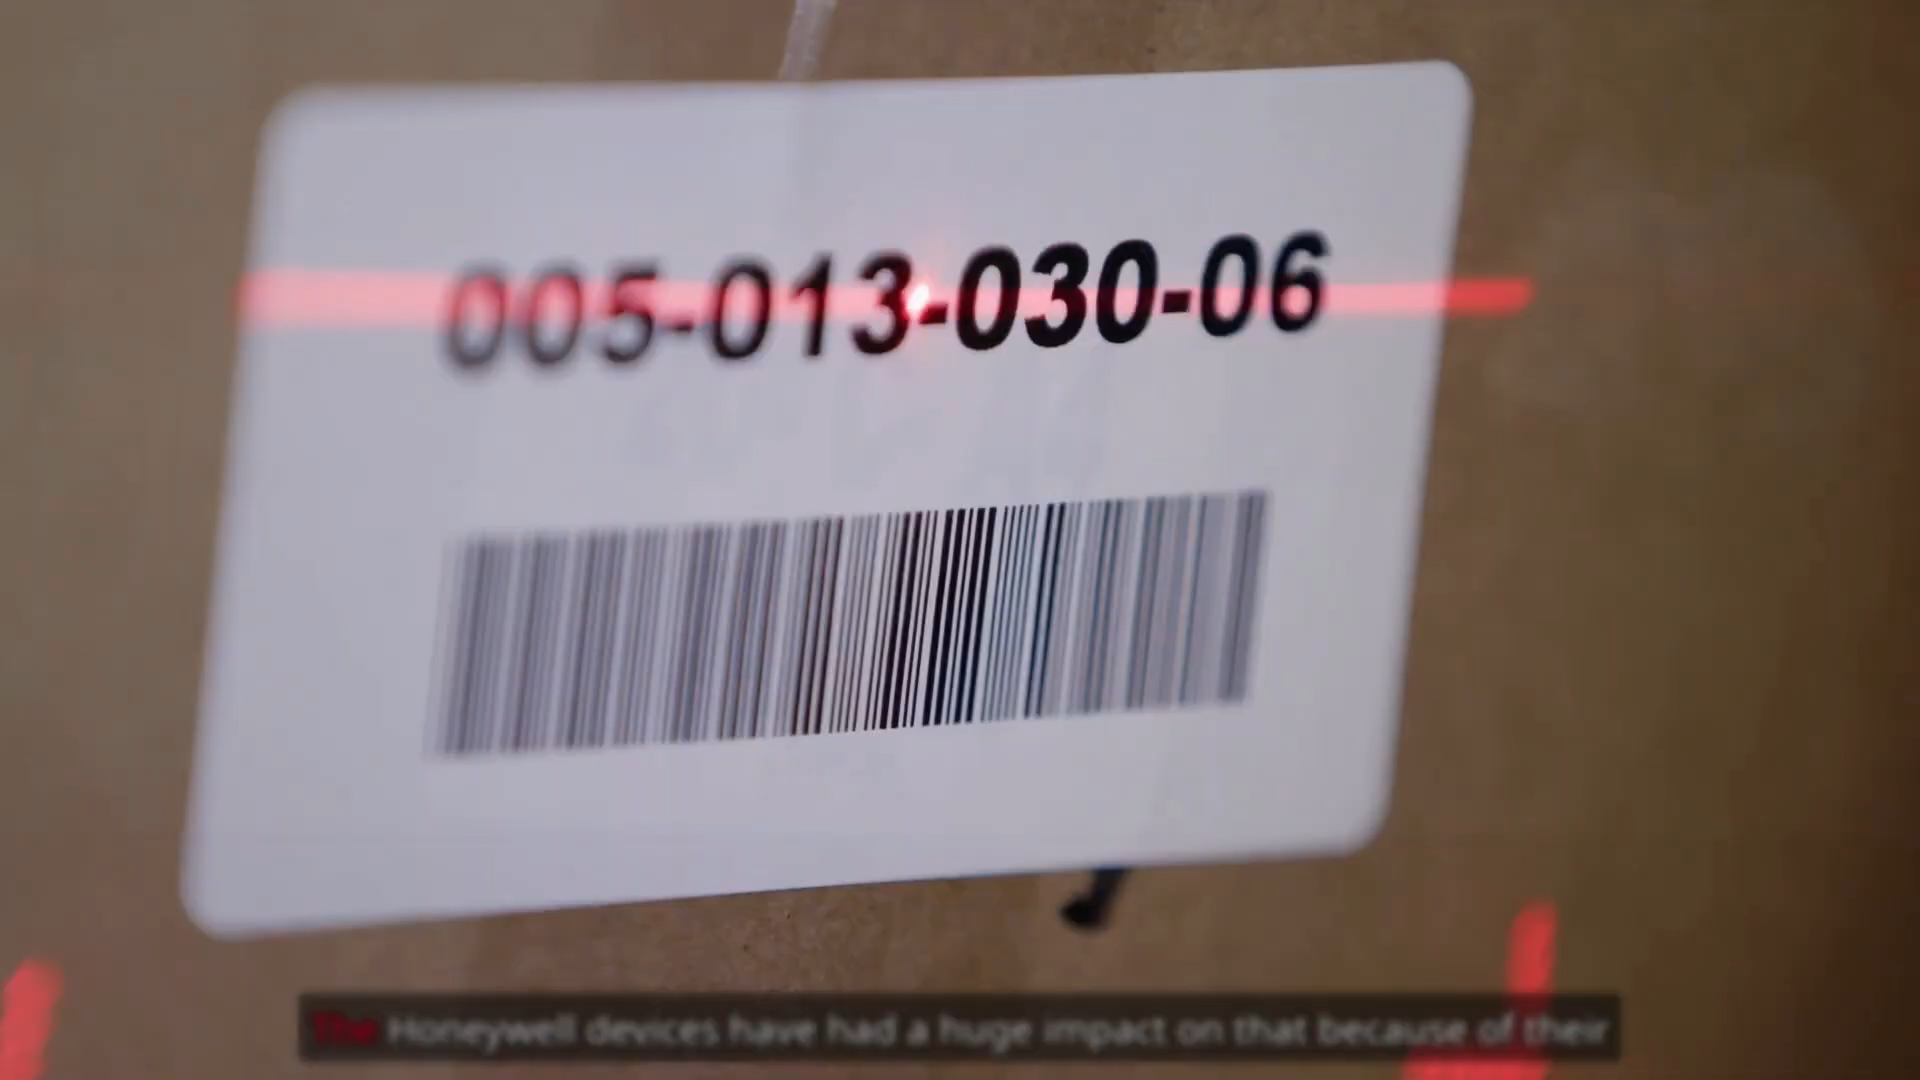 005-013-030-06
The Honeywell devices have had a huge impact on that because of their